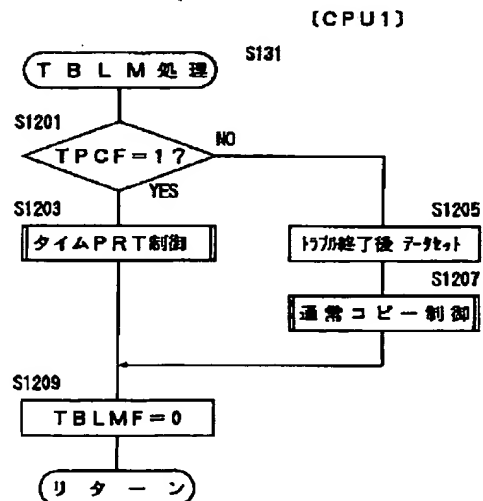 [CPU1]
S131
TBLM処理
S1201
TPCF=1?
NO
YES
S1203
タイムPRT制御
S1205
トラブル終了後 データセット
S1207
通常コピー制御
S1209
TBLMF=0
リターン